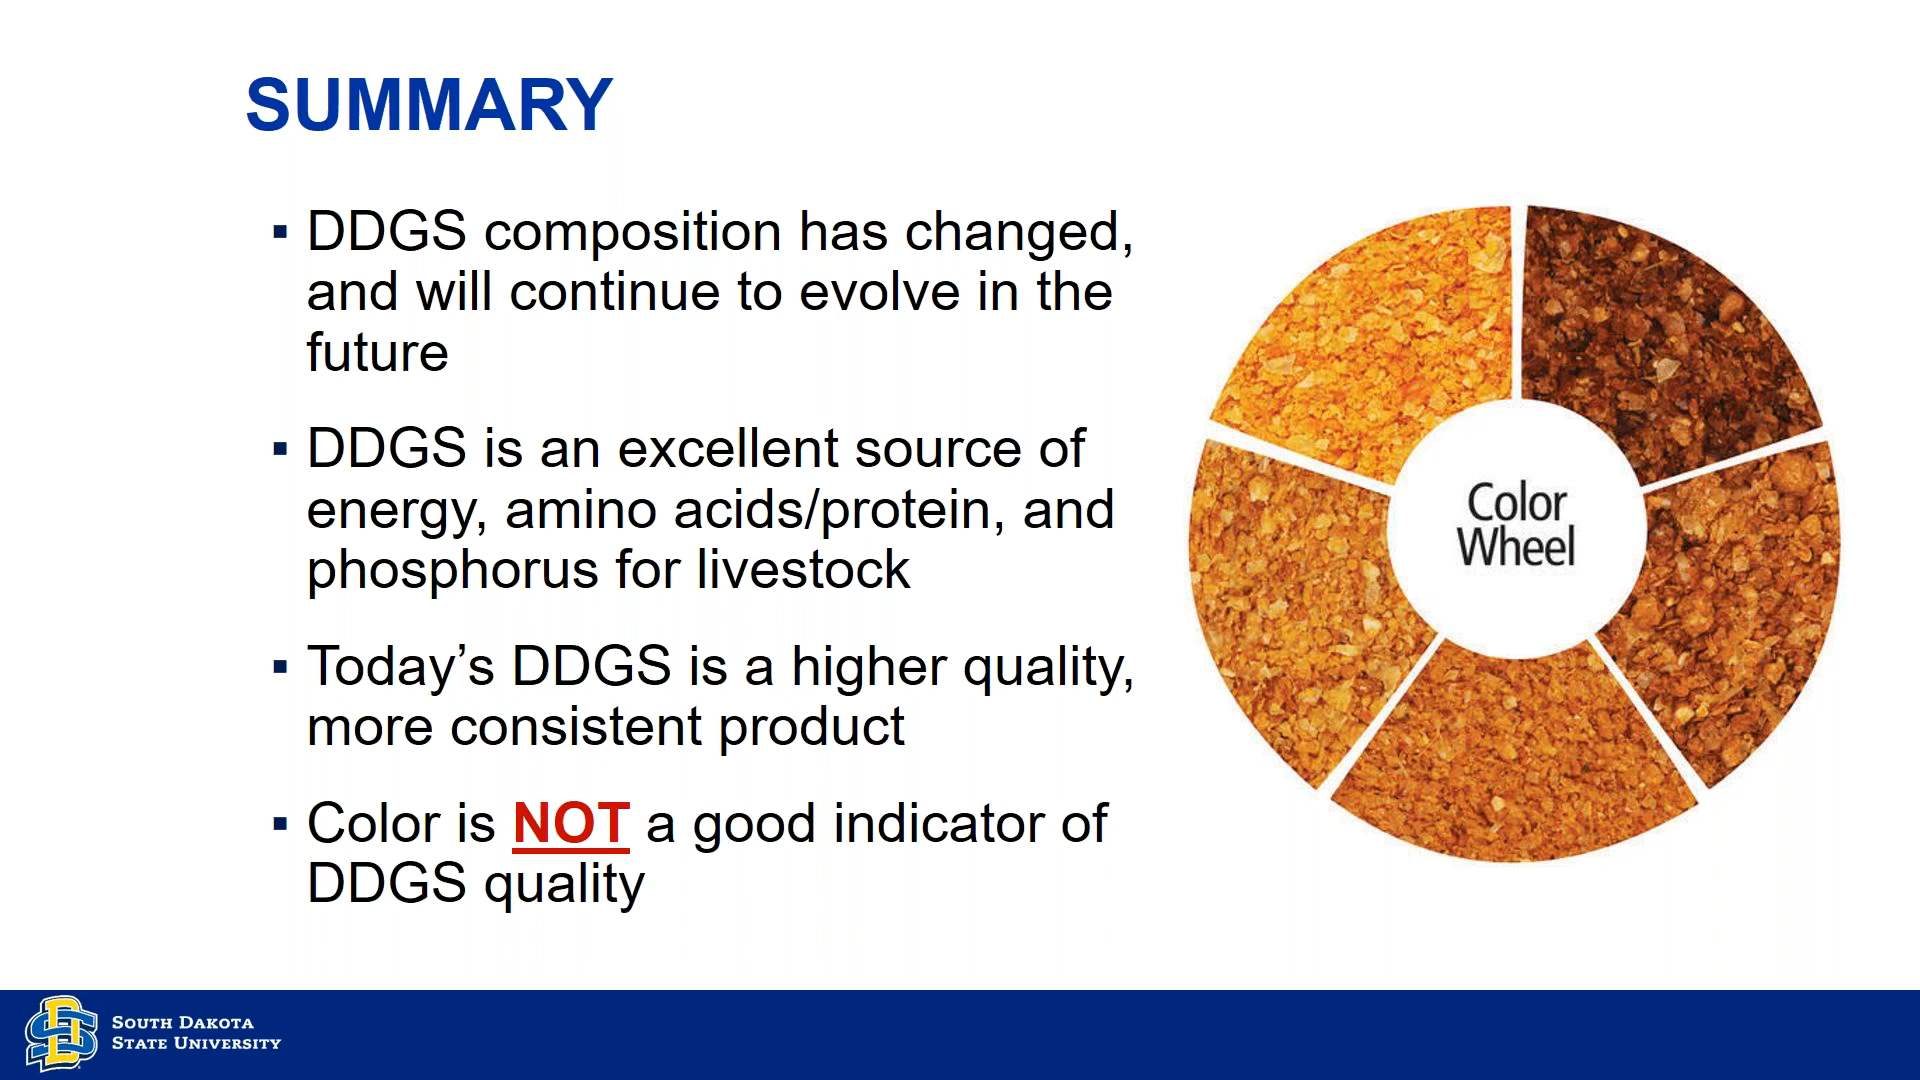 SUMMARY
▪ DDGS composition has changed,
and will continue to evolve in the
future
▪ DDGS is an excellent source of
energy, amino acids/protein, and
phosphorus for livestock
▪ Today’s DDGS is a higher quality,
more consistent product
▪ Color is NOT a good indicator of
DDGS quality
Color
Wheel
SOUTH DAKOTA
STATE UNIVERSITY